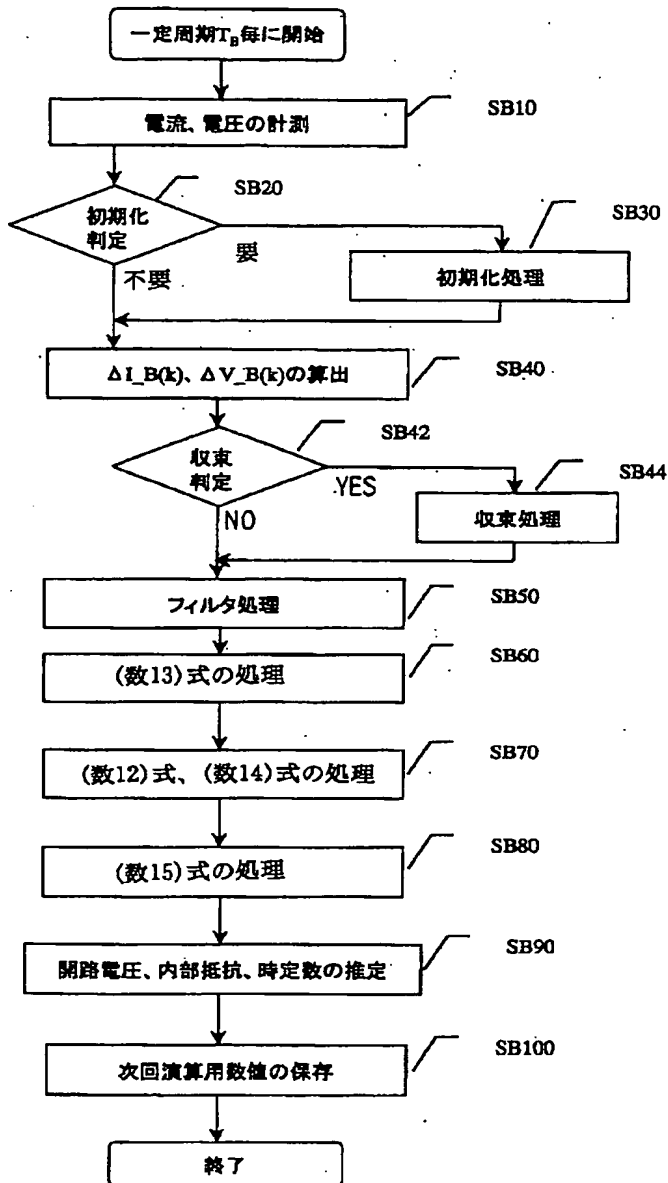 一定周期T_B毎に開始
電流、電圧の計測
SB10
初期化
判定
SB20
要
不要
初期化処理
SB30
ΔI_B(k)、ΔV_B(k)の算出
SB40
収束
判定
SB42
YES
NO
収束処理
SB44
フィルタ処理
SB50
(数13)式の処理
SB60
(数12)式、(数14)式の処理
SB70
(数15)式の処理
SB80
開路電圧、内部抵抗、時定数の推定
SB90
次回演算用数値の保存
SB100
終了